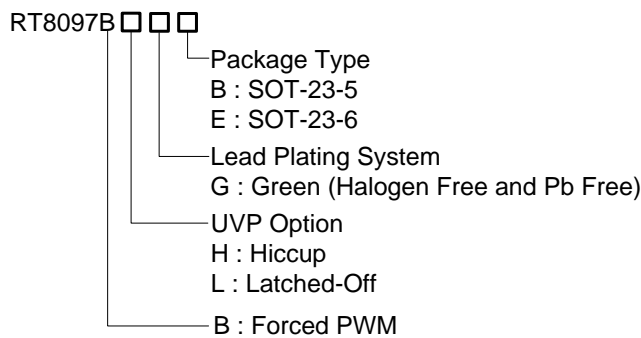 RT8097B□□□
Package Type
B : SOT-23-5
E : SOT-23-6
Lead Plating System
G : Green (Halogen Free and Pb Free)
UVP Option
H : Hiccup
L : Latched-Off
B : Forced PWM